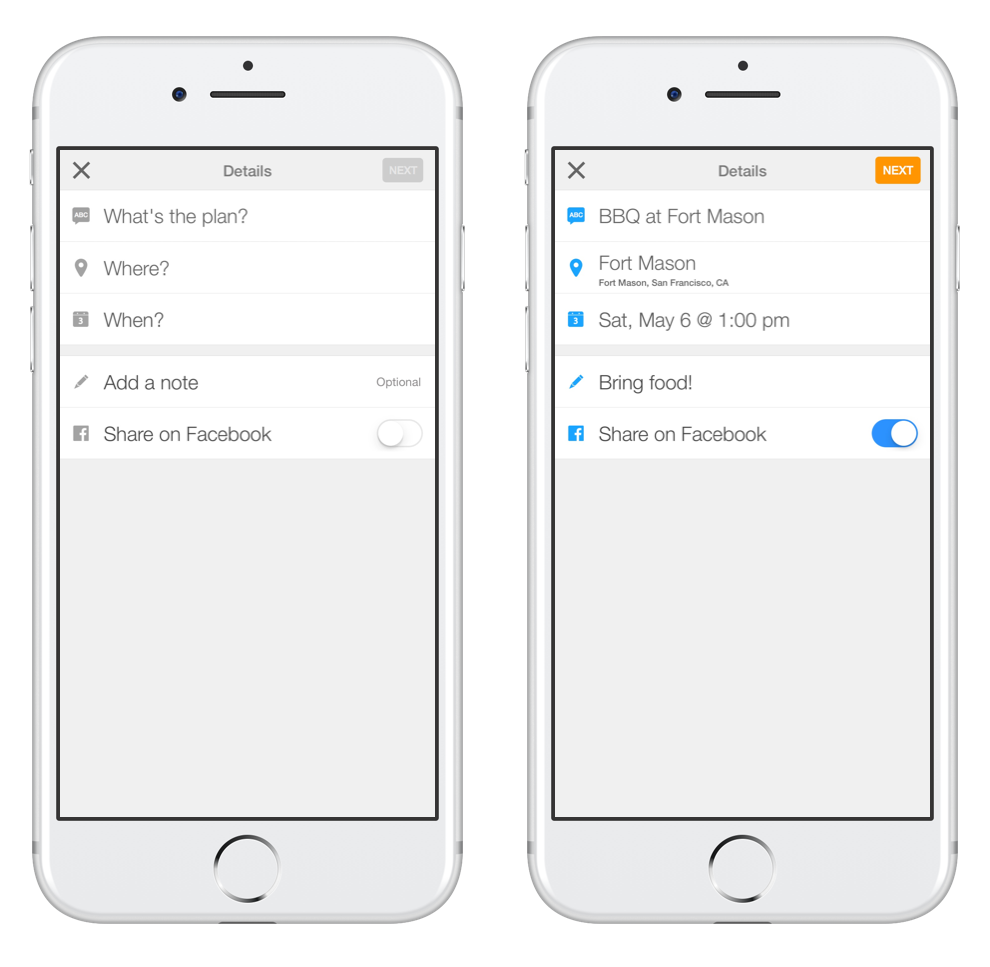 Details
NEXT
ABC
What's the plan?
Where?
3
When?
Add a note
Optional
f
Share on Facebook
Details
NEXT
ABC
BBQ at Fort Mason
Fort Mason
Fort Mason, San Francisco, CA
3
Sat, May 6 @ 1:00 pm
Bring food!
f
Share on Facebook